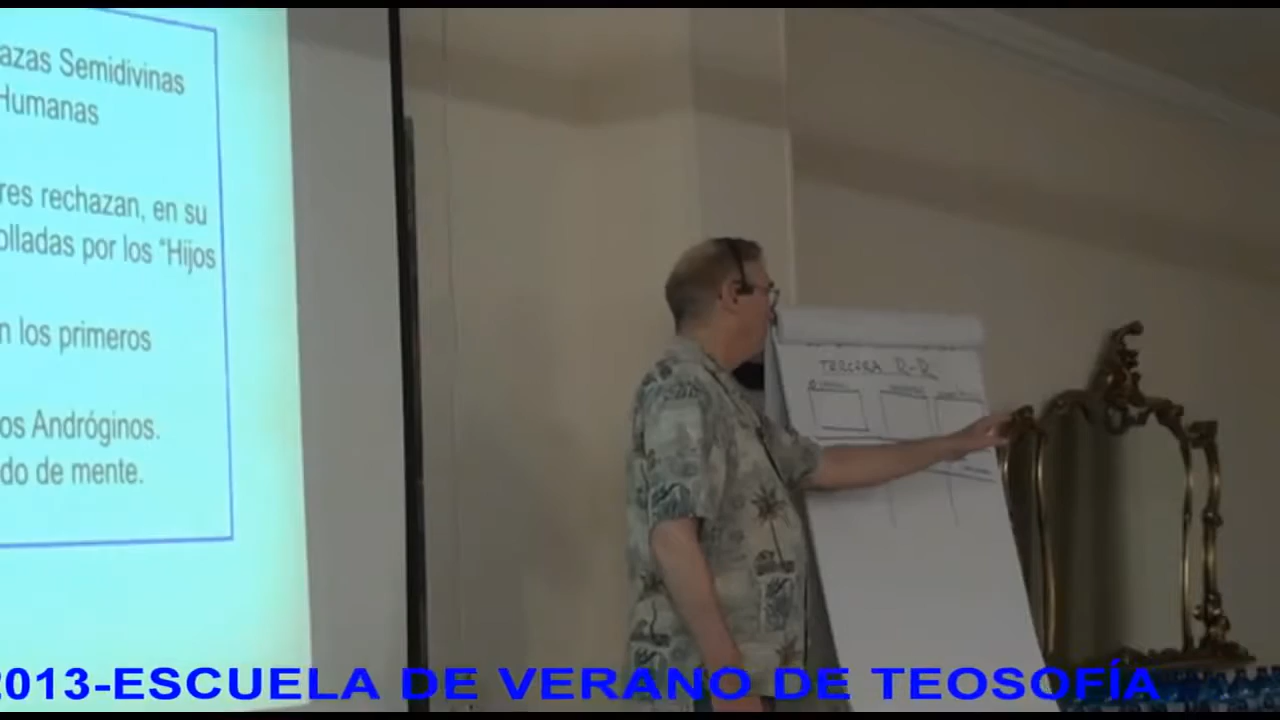 azas Semidivinas
Humanas
res rechazan, en su
olladas por los “Hijos
n los primeros
os Andróginos.
do de mente.
TERCERA R-R
2013-ESCUELA DE VERANO DE TEOSOFÍA